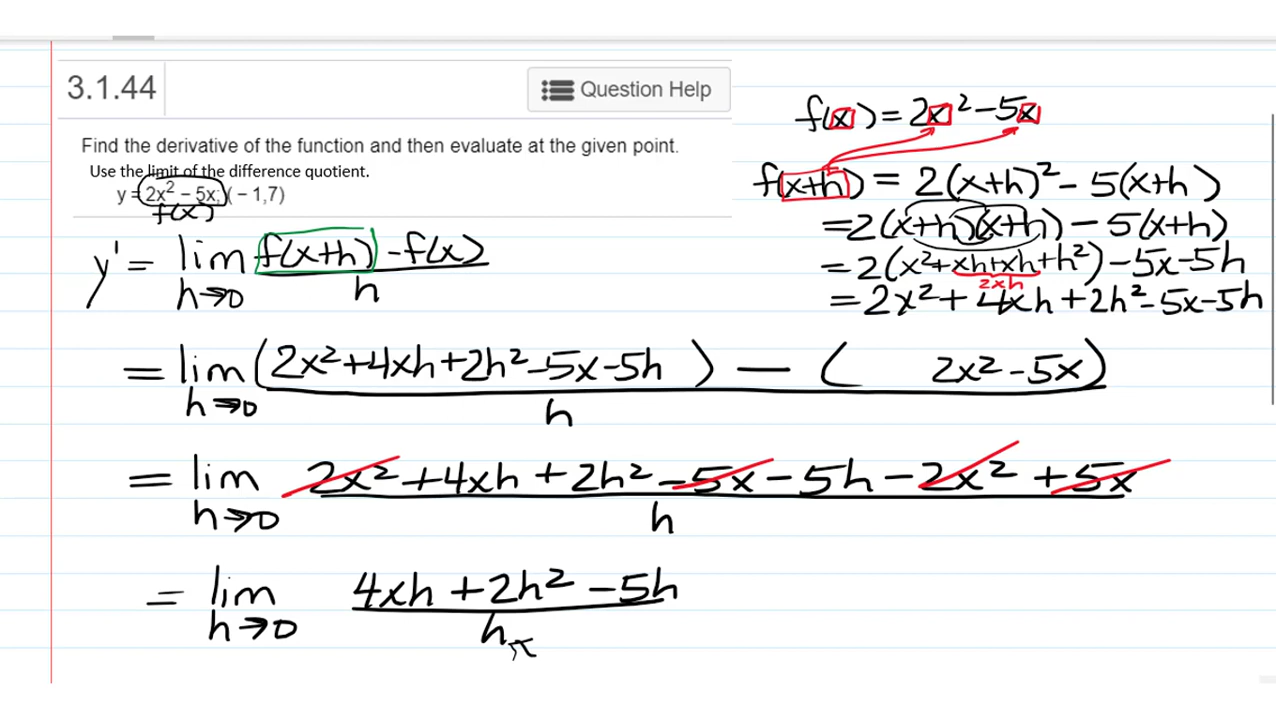 3.1.44
Question Help
Find the derivative of the function and then evaluate at the given point.
Use the limit of the difference quotient.
y = 2x² − 5x; (− 1,7)
f(x)
y' = lim h→0 f(x+h) - f(x) / h
= lim h→0 (2x²+4xh+2h²-5x-5h) — (2x²-5x) / h
= lim h→0 2x²+4xh+2h²-5x-5h-2x²+5x / h
= lim h→0 4xh+2h²-5h / h
f(x) = 2x²-5x
f(x+h) = 2(x+h)²-5(x+h)
=2(x+h)(x+h)-5(x+h)
=2(x²+xh+xh+h²)-5x-5h
2xh
=2x²+4xh+2h²-5x-5h